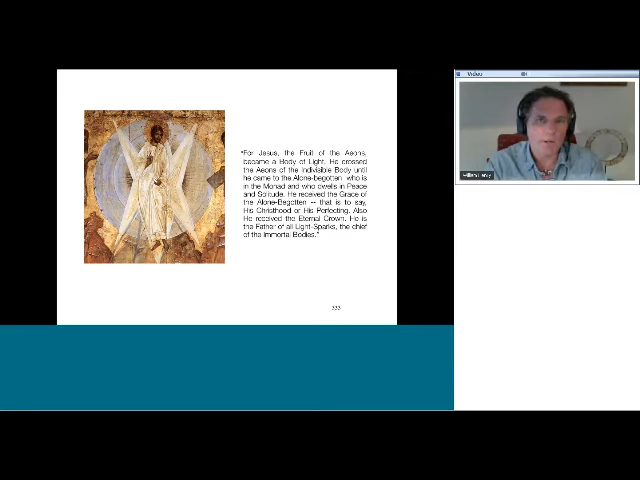 Video
"For Jesus, the Fruit of the Aeons,
became a Body of Light. He crossed
the Aeons of the Indivisible Body until
he came to the Alone-begotten who is
in the Monad and who dwells in Peace
and Solitude. He received the Grace of
the Alone-Begotten -- that is to say,
His Christhood or His Perfecting. Also
He received the Eternal Crown. He is
the Father of all Light-Sparks, the chief
of the Immortal Bodies."
William Henry
333